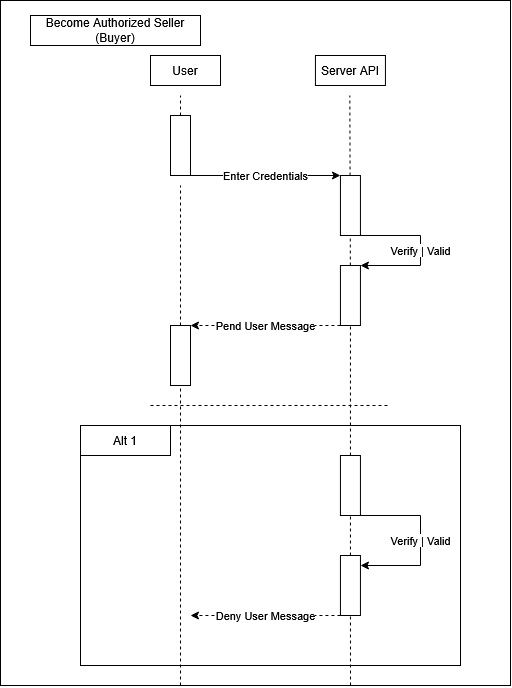 Become Authorized Seller
(Buyer)
User
Server API
Enter Credentials
Verify | Valid
Pend User Message
Alt 1
Verify | Valid
Deny User Message